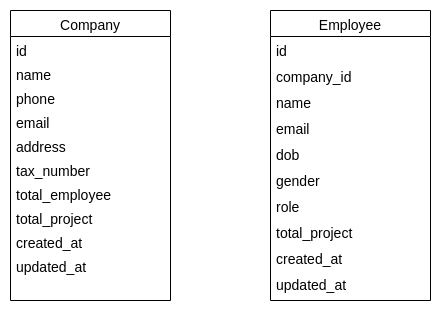 Company
id
name
phone
email
address
tax_number
total_employee
total_project
created_at
updated_at
Employee
id
company_id
name
email
dob
gender
role
total_project
created_at
updated_at